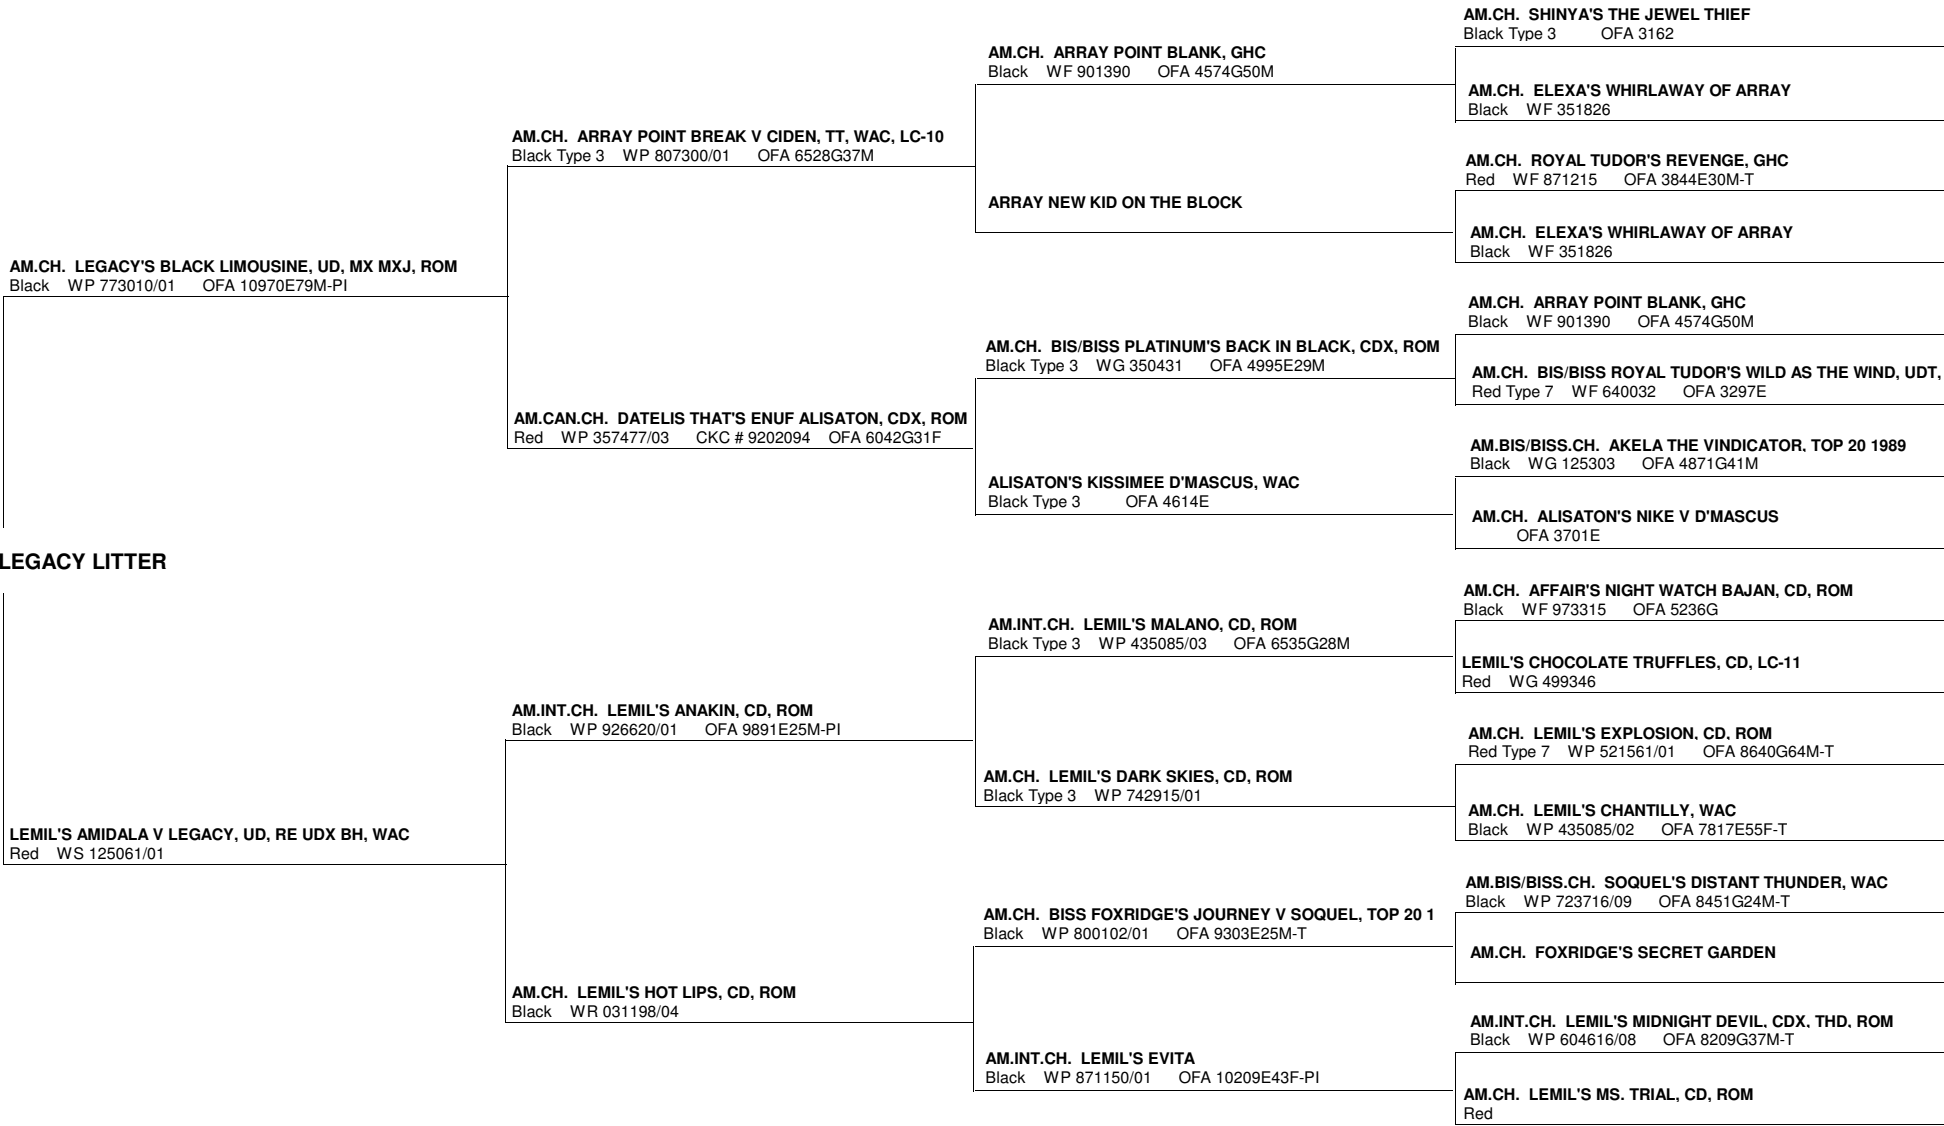 AM.CH. LEGACY'S BLACK LIMOUSINE, UD, MX MXJ, ROM
Black WP 773010/01 OFA 10970E79M-PI
LEGACY LITTER
LEMIL'S AMIDALA V LEGACY, UD, RE UDX BH, WAC
Red WS 125061/01
AM.CH. ARRAY POINT BREAK V CIDEN, TT, WAC, LC-10
Black Type 3 WP 807300/01 OFA 6528G37M
AM.CAN.CH. DATELIS THAT'S ENUF ALISATON, CDX, ROM
Red WP 357477/03 CKC # 9202094 OFA 6042G31F
AM.INT.CH. LEMIL'S ANAKIN, CD, ROM
Black WP 926620/01 OFA 9891E25M-PI
AM.CH. LEMIL'S HOT LIPS, CD, ROM
Black WR 031198/04
AM.CH. ARRAY POINT BLANK, GHC
Black WF 901390 OFA 4574G50M
ARRAY NEW KID ON THE BLOCK
AM.CH. BIS/BISS PLATINUM'S BACK IN BLACK, CDX, ROM
Black Type 3 WG 350431 OFA 4995E29M
ALISATON'S KISSIMEE D'MASCUS, WAC
Black Type 3 OFA 4614E
AM.INT.CH. LEMIL'S MALANO, CD, ROM
Black Type 3 WP 435085/03 OFA 6535G28M
AM.CH. LEMIL'S DARK SKIES, CD, ROM
Black Type 3 WP 742915/01
AM.CH. BISS FOXRIDGE'S JOURNEY V SOQUEL, TOP 20 1
Black WP 800102/01 OFA 9303E25M-T
AM.INT.CH. LEMIL'S EVITA
Black WP 871150/01 OFA 10209E43F-PI
AM.CH. SHINYA'S THE JEWEL THIEF
Black Type 3 OFA 3162
AM.CH. ELEXA'S WHIRLAWAY OF ARRAY
Black WF 351826
AM.CH. ROYAL TUDOR'S REVENGE, GHC
Red WF 871215 OFA 3844E30M-T
AM.CH. ELEXA'S WHIRLAWAY OF ARRAY
Black WF 351826
AM.CH. ARRAY POINT BLANK, GHC
Black WF 901390 OFA 4574G50M
AM.CH. BIS/BISS ROYAL TUDOR'S WILD AS THE WIND, UDT,
Red Type 7 WF 640032 OFA 3297E
AM.BIS/BISS.CH. AKELA THE VINDICATOR, TOP 20 1989
Black WG 125303 OFA 4871G41M
AM.CH. ALISATON'S NIKE V D'MASCUS
OFA 3701E
AM.CH. AFFAIR'S NIGHT WATCH BAJAN, CD, ROM
Black WF 973315 OFA 5236G
LEMIL'S CHOCOLATE TRUFFLES, CD, LC-11
Red WG 499346
AM.CH. LEMIL'S EXPLOSION, CD, ROM
Red Type 7 WP 521561/01 OFA 8640G64M-T
AM.CH. LEMIL'S CHANTILLY, WAC
Black WP 435085/02 OFA 7817E55F-T
AM.BIS/BISS.CH. SOQUEL'S DISTANT THUNDER, WAC
Black WP 723716/09 OFA 8451G24M-T
AM.CH. FOXRIDGE'S SECRET GARDEN
AM.INT.CH. LEMIL'S MIDNIGHT DEVIL, CDX, THD, ROM
Black WP 604616/08 OFA 8209G37M-T
AM.CH. LEMIL'S MS. TRIAL, CD, ROM
Red